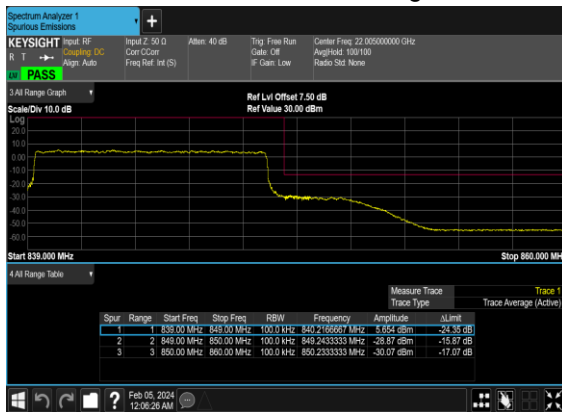 Spectrum Analyzer 1
Spurious Emissions
+
KEYSIGHT
R T
PASS
Input: RF
Coupling: DC
Align: Auto
Input Z: 50 Ω
Corr CCorr
Freq Ref: Int (S)
Atten: 40 dB
Trig: Free Run
Gate: Off
IF Gain: Low
Center Freq: 22.005000000 GHz
Avg|Hold: 100/100
Radio Std: None
3 All Range Graph
Scale/Div 10.0 dB
Ref Lvl Offset 7.50 dB
Ref Value 30.00 dBm
Log
20.0
10.0
0.00
-10.0
-20.0
-30.0
-40.0
-50.0
-60.0
Start 839.000 MHz
Stop 860.000 MH
4 All Range Table
Measure Trace Trace 1
Trace Type Trace Average (Active)
Spur Range Start Freq Stop Freq RBW Frequency Amplitude ΔLimit
1 1 839.00 MHz 849.00 MHz 100.0 kHz 840.2166667 MHz 5.654 dBm -24.35 dB
2 2 849.00 MHz 850.00 MHz 100.0 kHz 849.2433333 MHz -28.87 dBm -15.87 dB
3 3 850.00 MHz 860.00 MHz 100.0 kHz 850.2333333 MHz -30.07 dBm -17.07 dB
?
Feb 05, 2024
12:06:26 AM